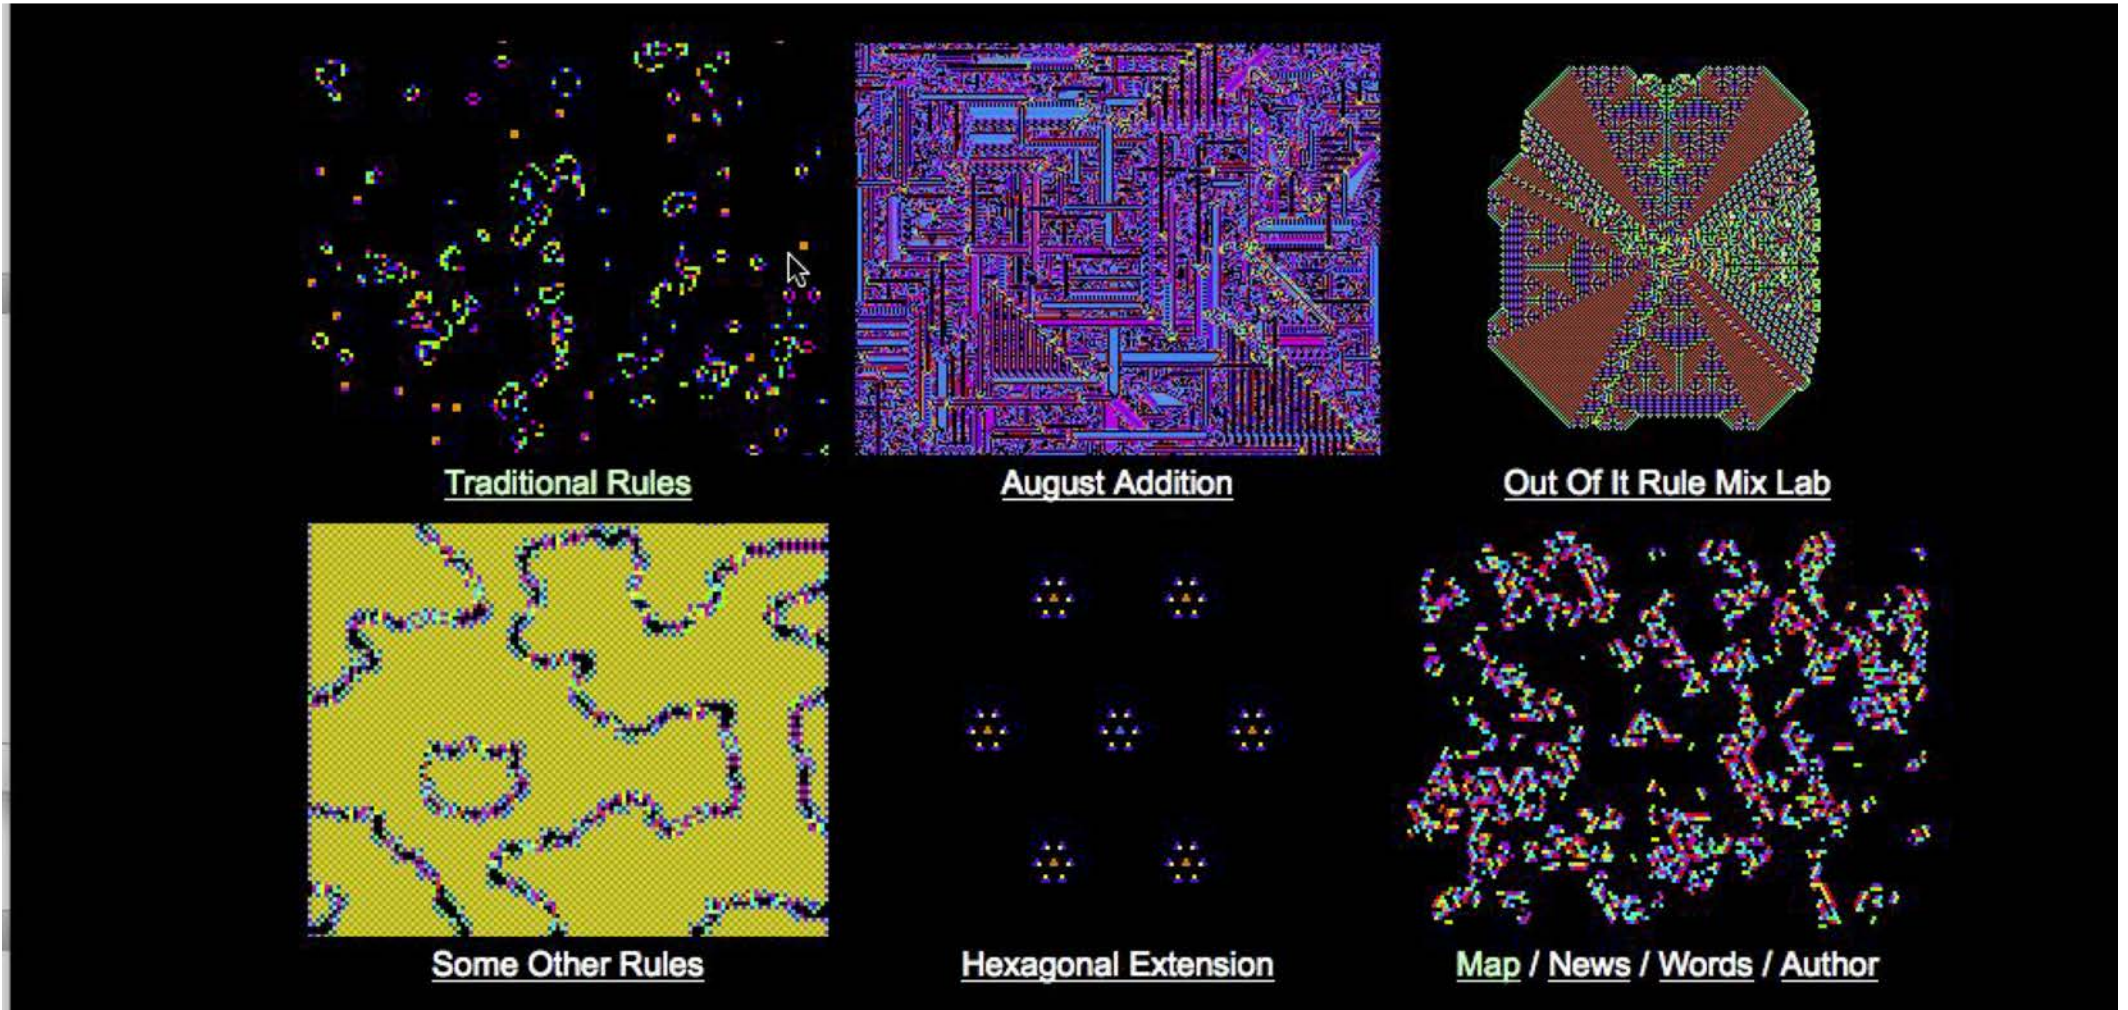 Traditional Rules
August Addition
Out Of It Rule Mix Lab
Some Other Rules
Hexagonal Extension
Map / News / Words / Author